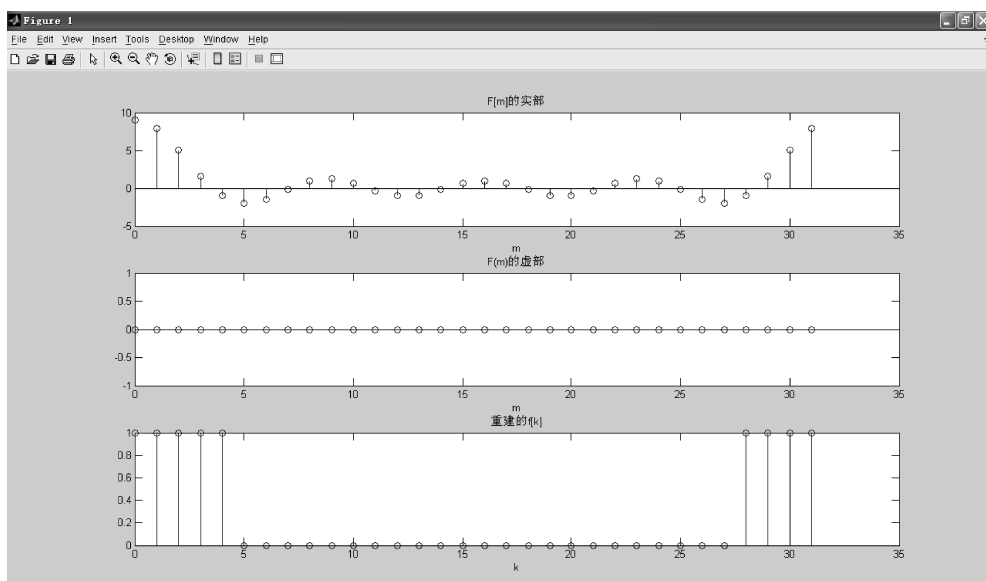 Figure 1
File Edit View Insert Tools Desktop Window Help
F[m]的实部
10
5
0
-5
0 5 10 15 20 25 30 35
m
F(m)的虚部
1
0.5
0
-0.5
-1
0 5 10 15 20 25 30 35
m
重建的f[k]
1
0.8
0.6
0.4
0.2
0
0 5 10 15 20 25 30 35
k